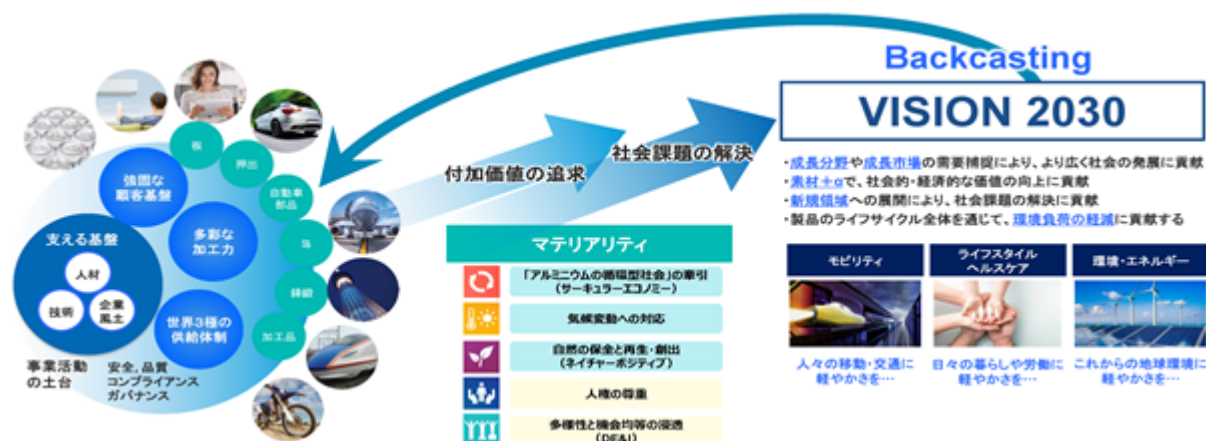 Backcasting
VISION 2030
・成長分野や成長市場の需要捕捉により、より広く社会の発展に貢献
・素材+αで、社会的・経済的な価値の向上に貢献
・新規領域への展開により、社会課題の解決に貢献
・製品のライフサイクル全体を通じて、環境負荷の軽減に貢献する
モビリティ
ライフスタイル
ヘルスケア
環境・エネルギー
人々の移動・交通に
軽やかさを…
日々の暮らしや労働に
軽やかさを…
これからの地球環境に
軽やかさを…
社会課題の解決
付加価値の追求
マテリアリティ
「アルミニウムの循環型社会」の牽引
(サーキュラーエコノミー)
気候変動への対応
自然の保全と再生・創出
(ネイチャーポジティブ)
人権の尊重
多様性と機会均等の浸透
(DE&I)
板
押出
自動車
部品
箔
鋳鍛
加工品
強固な
顧客基盤
多彩な
加工力
世界3極の
供給体制
支える基盤
人材
技術
企業
風土
事業活動
の土台
安全、品質
コンプライアンス
ガバナンス